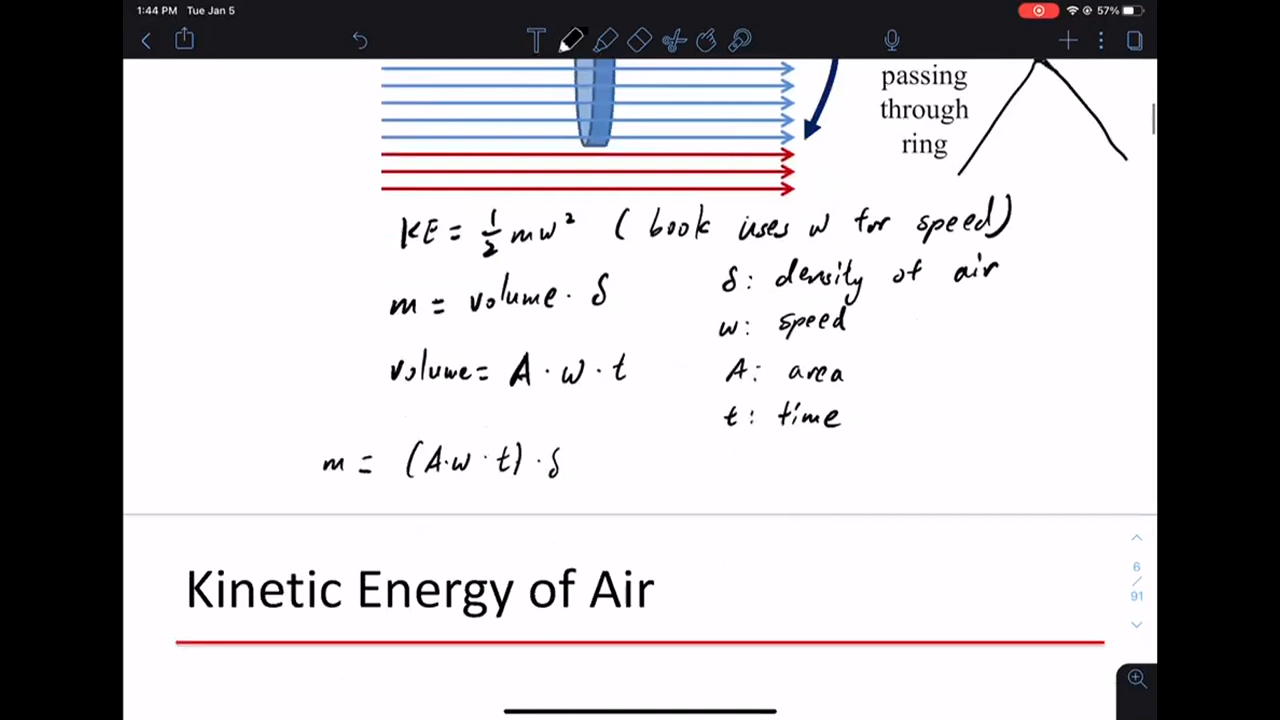 1:44 PM Tue Jan 5
57%
passing
through
ring
KE = 1/2 mw² ( book uses w for speed)
m = volume · δ
δ: density of air
w: speed
volume= A · w · t
A: area
t: time
m = (A·w · t) · δ
6
/
91
Kinetic Energy of Air